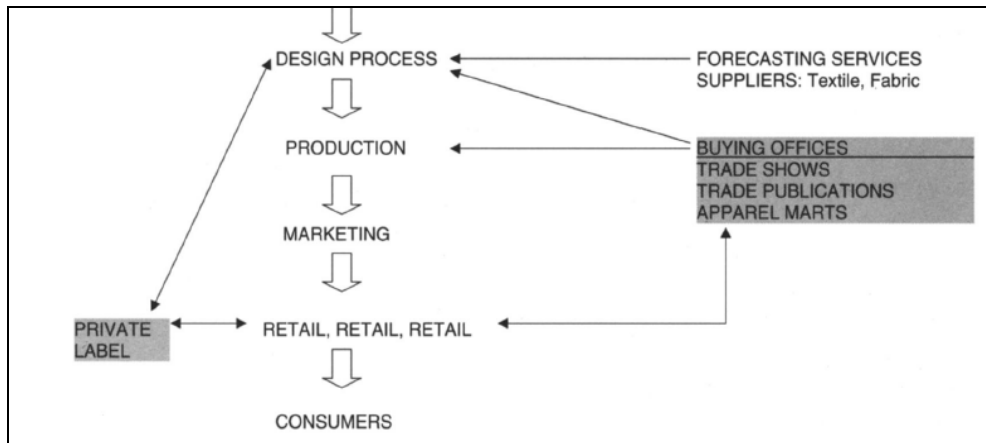 DESIGN PROCESS
FORECASTING SERVICES
SUPPLIERS: Textile, Fabric
PRODUCTION
BUYING OFFICES
TRADE SHOWS
TRADE PUBLICATIONS
APPAREL MARTS
MARKETING
PRIVATE
LABEL
RETAIL, RETAIL, RETAIL
CONSUMERS